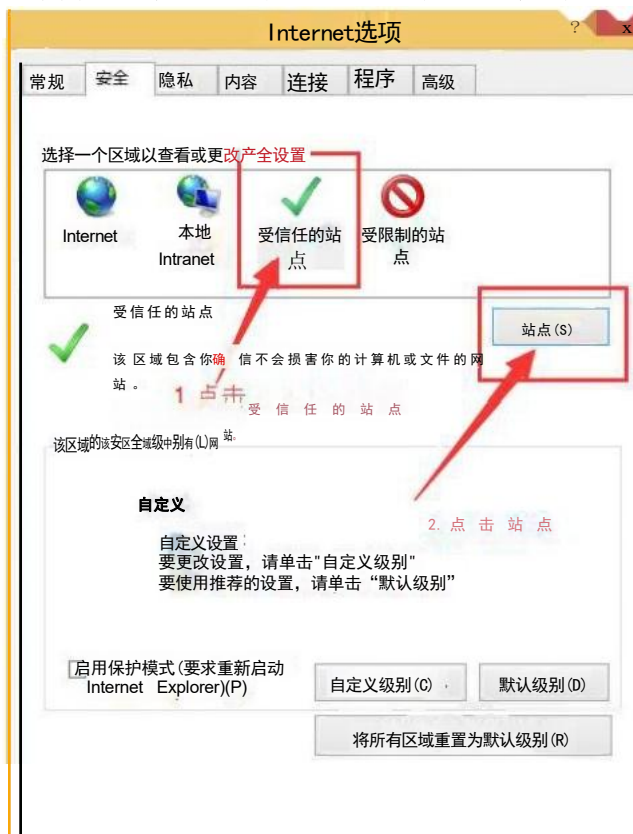 Internet选项
? x
常规 安全 隐私 内容 连接 程序 高级
选择一个区域以查看或更改产全设置
Internet
本地
Intranet
受信任的站
点
受限制的站
点
受信任的站点
站点(S)
该区域包含你确 信不会损害你的计算机或文件的网
站。
1 点击
受信任的站点
该区域的该安区全域级中别有(L)网 站。
自定义
2. 点击站点
自定义设置
要更改设置，请单击"自定义级别"
要使用推荐的设置，请单击“默认级别”
启用保护模式(要求重新启动
Internet Explorer)(P)
自定义级别(C)
默认级别(D)
将所有区域重置为默认级别(R)